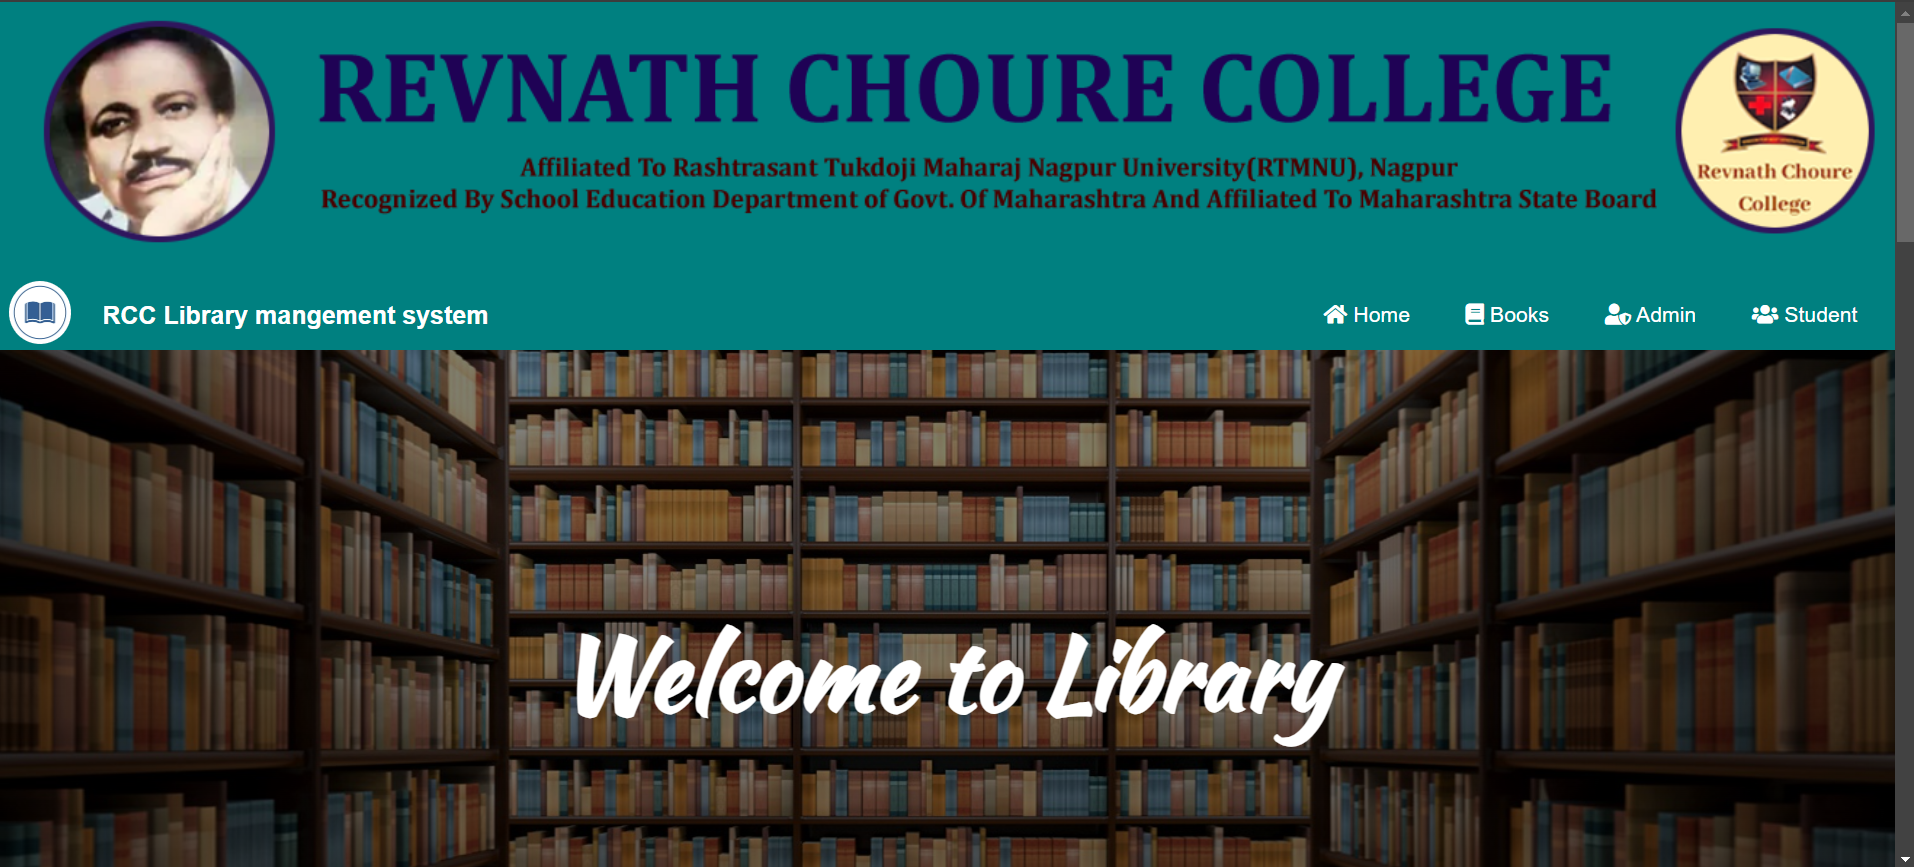 REVNATH CHOURE COLLEGE
Affiliated To Rashtrasant Tukdoji Maharaj Nagpur University(RTMNU), Nagpur
Recognized By School Education Department of Govt. Of Maharashtra And Affiliated To Maharashtra State Board
Revnath Choure
College
RCC Library mangement system
Home
Books
Admin
Student
Welcome to Library